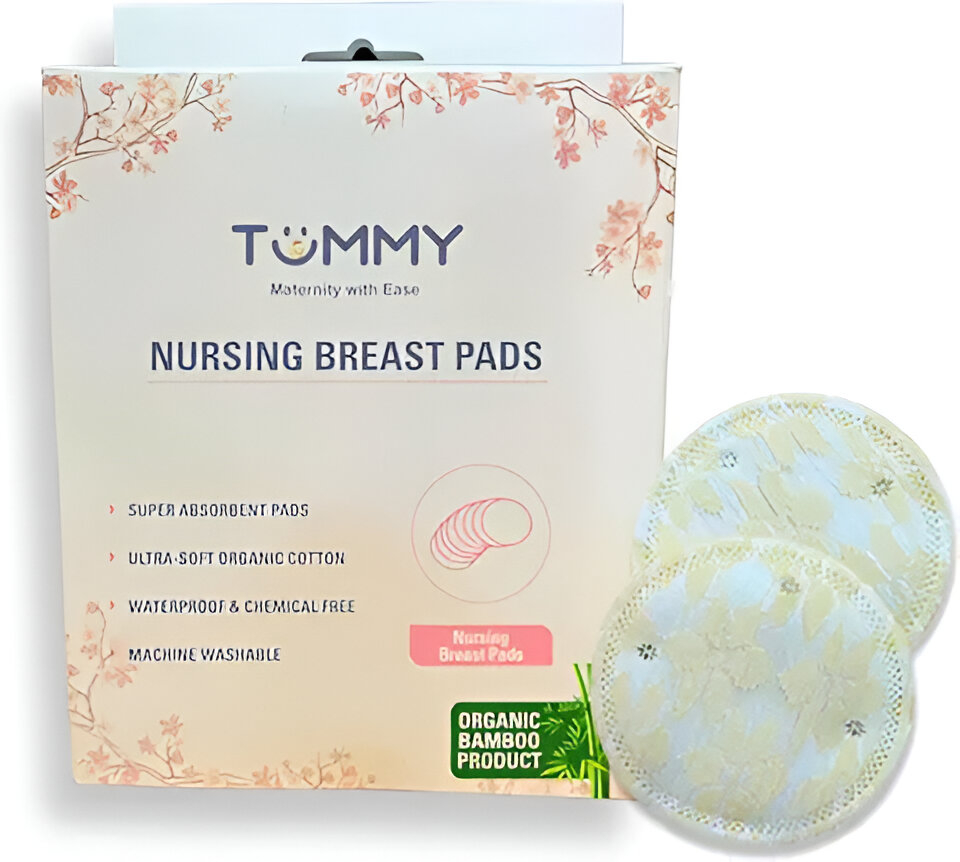 TUMMY
Maternity with Ease
NURSING BREAST PADS
› SUPER ABSORBENT PADS
› ULTRA-SOFT ORGANIC COTTON
› WATERPROOF & CHEMICAL FREE
MACHINE WASHABLE
Nursing
Breast Pads
ORGANIC
BAMBOO
PRODUCT